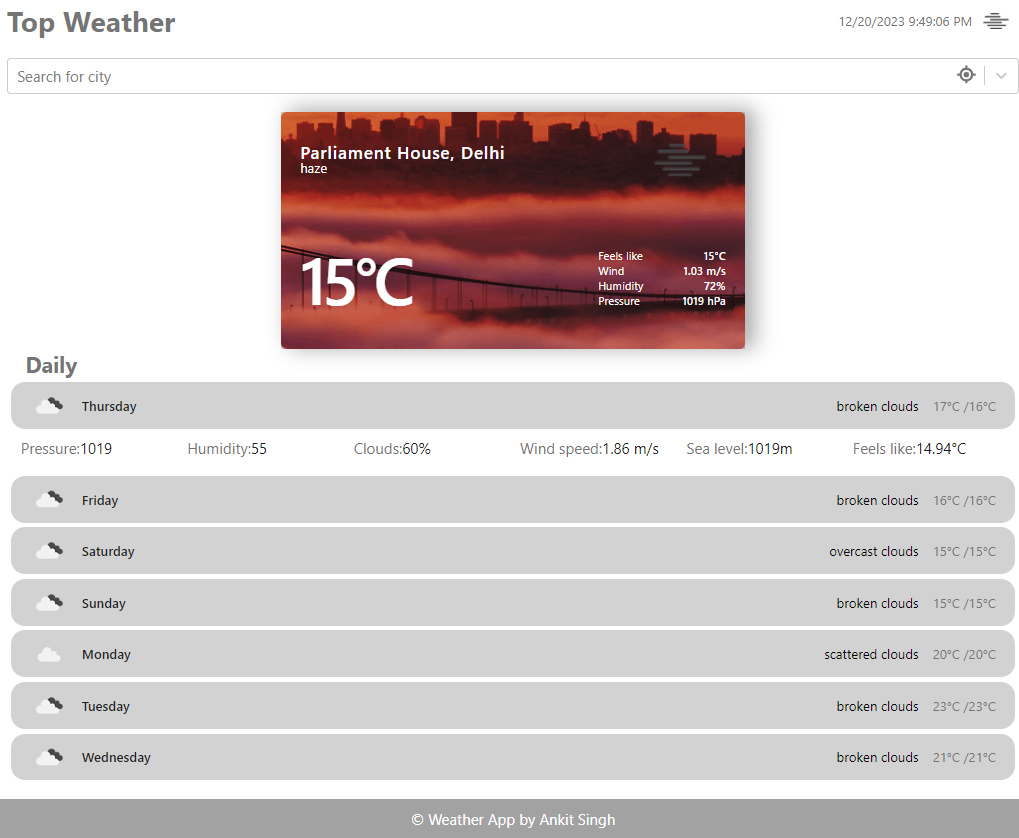 Top Weather
12/20/2023 9:49:06 PM
Search for city
Parliament House, Delhi
haze
15°C
Feels like 15°C
Wind 1.03 m/s
Humidity 72%
Pressure 1019 hPa
Daily
Thursday broken clouds 17°C /16°C
Pressure:1019 Humidity:55 Clouds:60% Wind speed:1.86 m/s Sea level:1019m Feels like:14.94°C
Friday broken clouds 16°C /16°C
Saturday overcast clouds 15°C /15°C
Sunday broken clouds 15°C /15°C
Monday scattered clouds 20°C /20°C
Tuesday broken clouds 23°C /23°C
Wednesday broken clouds 21°C /21°C
© Weather App by Ankit Singh